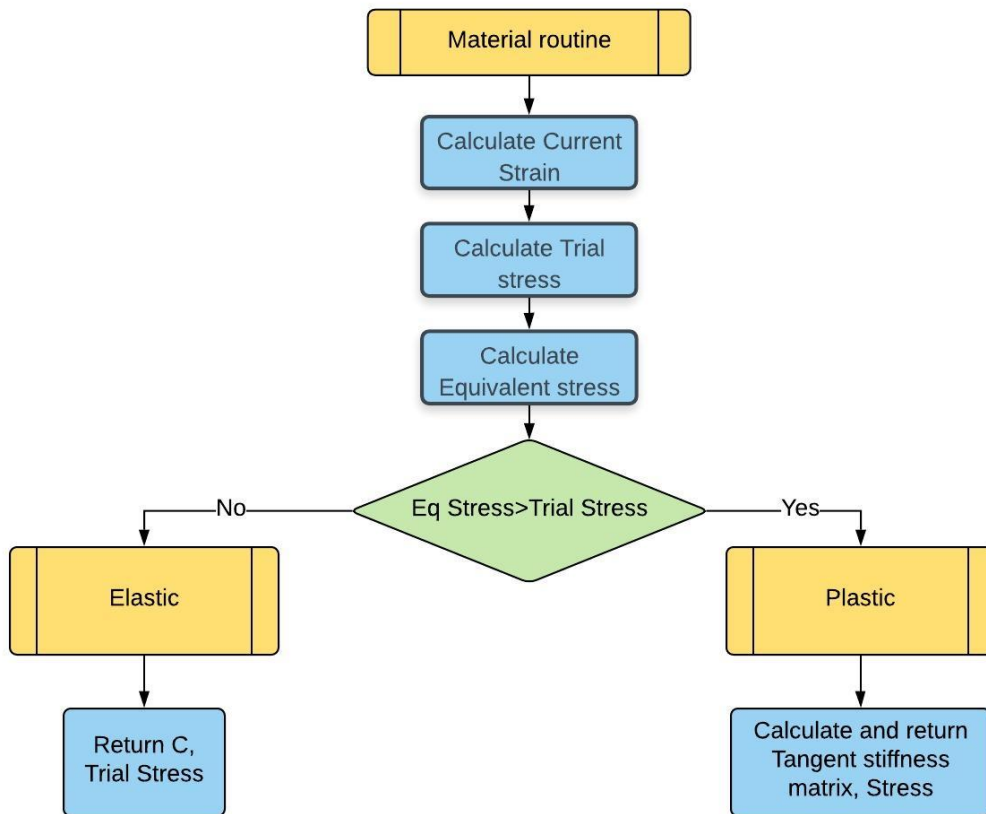 Material routine
Calculate Current
Strain
Calculate Trial
stress
Calculate
Equivalent stress
Eq Stress>Trial Stress
No
Yes
Elastic
Plastic
Return C,
Trial Stress
Calculate and return
Tangent stiffness
matrix, Stress